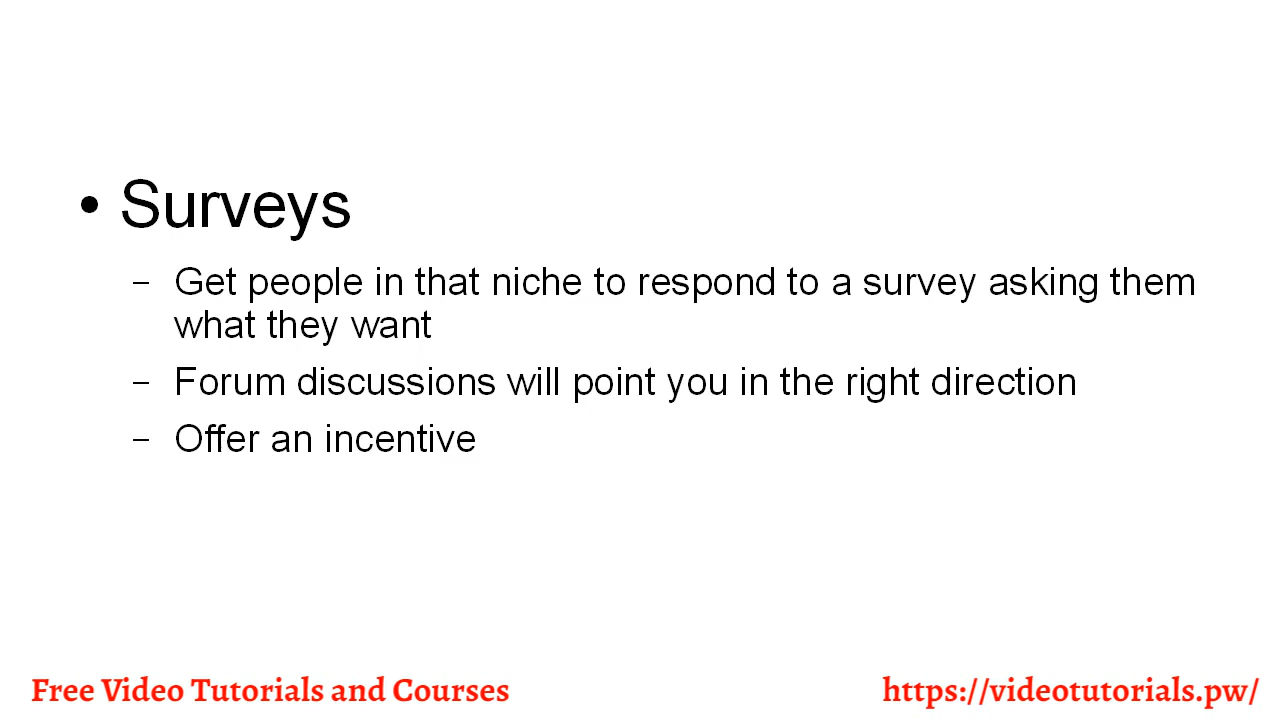 • Surveys
– Get people in that niche to respond to a survey asking them
what they want
– Forum discussions will point you in the right direction
– Offer an incentive
Free Video Tutorials and Courses
https://videotutorials.pw/